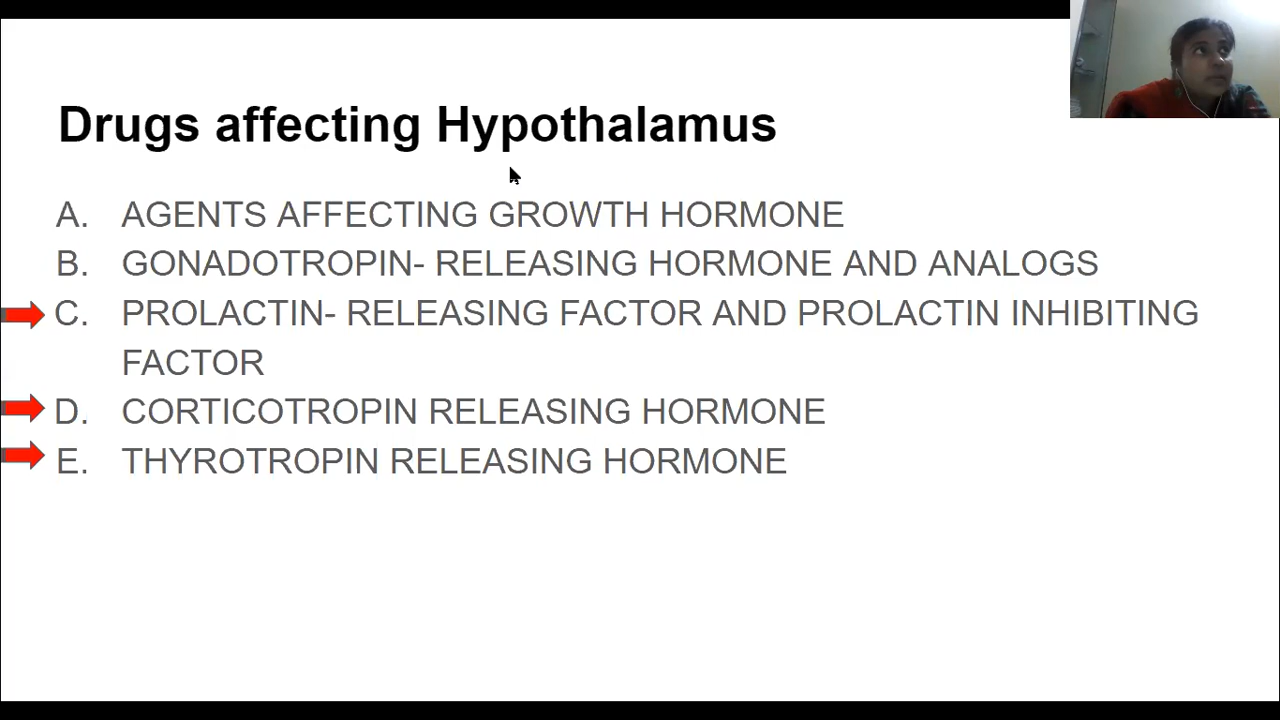 Drugs affecting Hypothalamus
A. AGENTS AFFECTING GROWTH HORMONE
B. GONADOTROPIN- RELEASING HORMONE AND ANALOGS
C. PROLACTIN- RELEASING FACTOR AND PROLACTIN INHIBITING
FACTOR
D. CORTICOTROPIN RELEASING HORMONE
E. THYROTROPIN RELEASING HORMONE